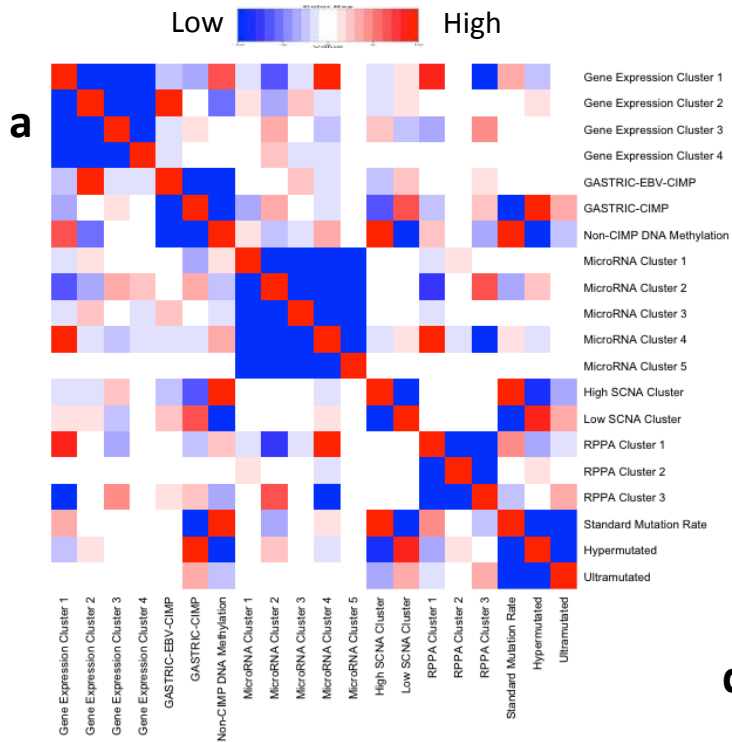 Low
Color Key
Value
High
a
Gene Expression Cluster 1
Gene Expression Cluster 2
Gene Expression Cluster 3
Gene Expression Cluster 4
GASTRIC-EBV-CIMP
GASTRIC-CIMP
Non-CIMP DNA Methylation
MicroRNA Cluster 1
MicroRNA Cluster 2
MicroRNA Cluster 3
MicroRNA Cluster 4
MicroRNA Cluster 5
High SCNA Cluster
Low SCNA Cluster
RPPA Cluster 1
RPPA Cluster 2
RPPA Cluster 3
Standard Mutation Rate
Hypermutated
Ultramutated
Gene Expression Cluster 1
Gene Expression Cluster 2
Gene Expression Cluster 3
Gene Expression Cluster 4
GASTRIC-EBV-CIMP
GASTRIC-CIMP
Non-CIMP DNA Methylation
MicroRNA Cluster 1
MicroRNA Cluster 2
MicroRNA Cluster 3
MicroRNA Cluster 4
MicroRNA Cluster 5
High SCNA Cluster
Low SCNA Cluster
RPPA Cluster 1
RPPA Cluster 2
RPPA Cluster 3
Standard Mutation Rate
Hypermutated
Ultramutated